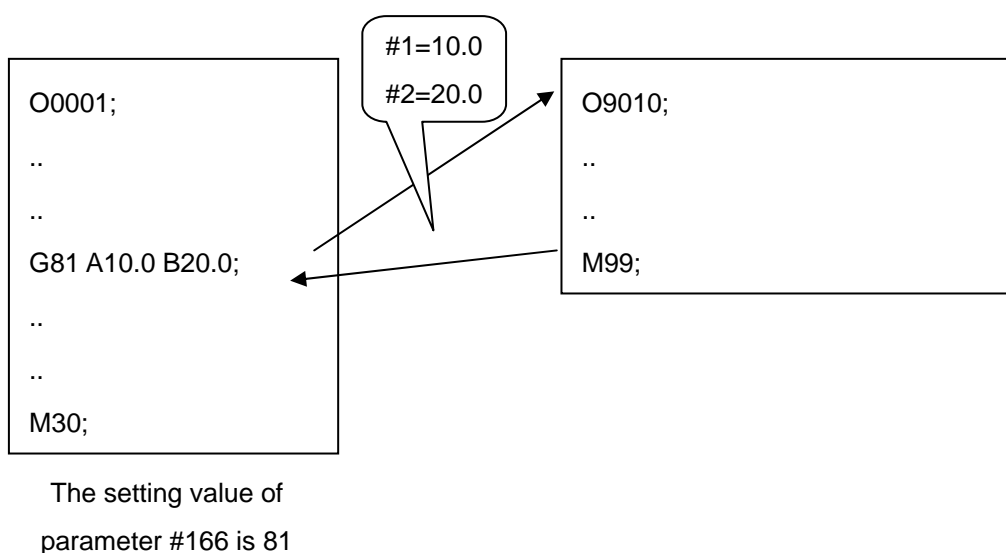 #1=10.0
#2=20.0
O0001;
..
..
G81 A10.0 B20.0;
..
..
M30;
O9010;
..
..
M99;
The setting value of
parameter #166 is 81